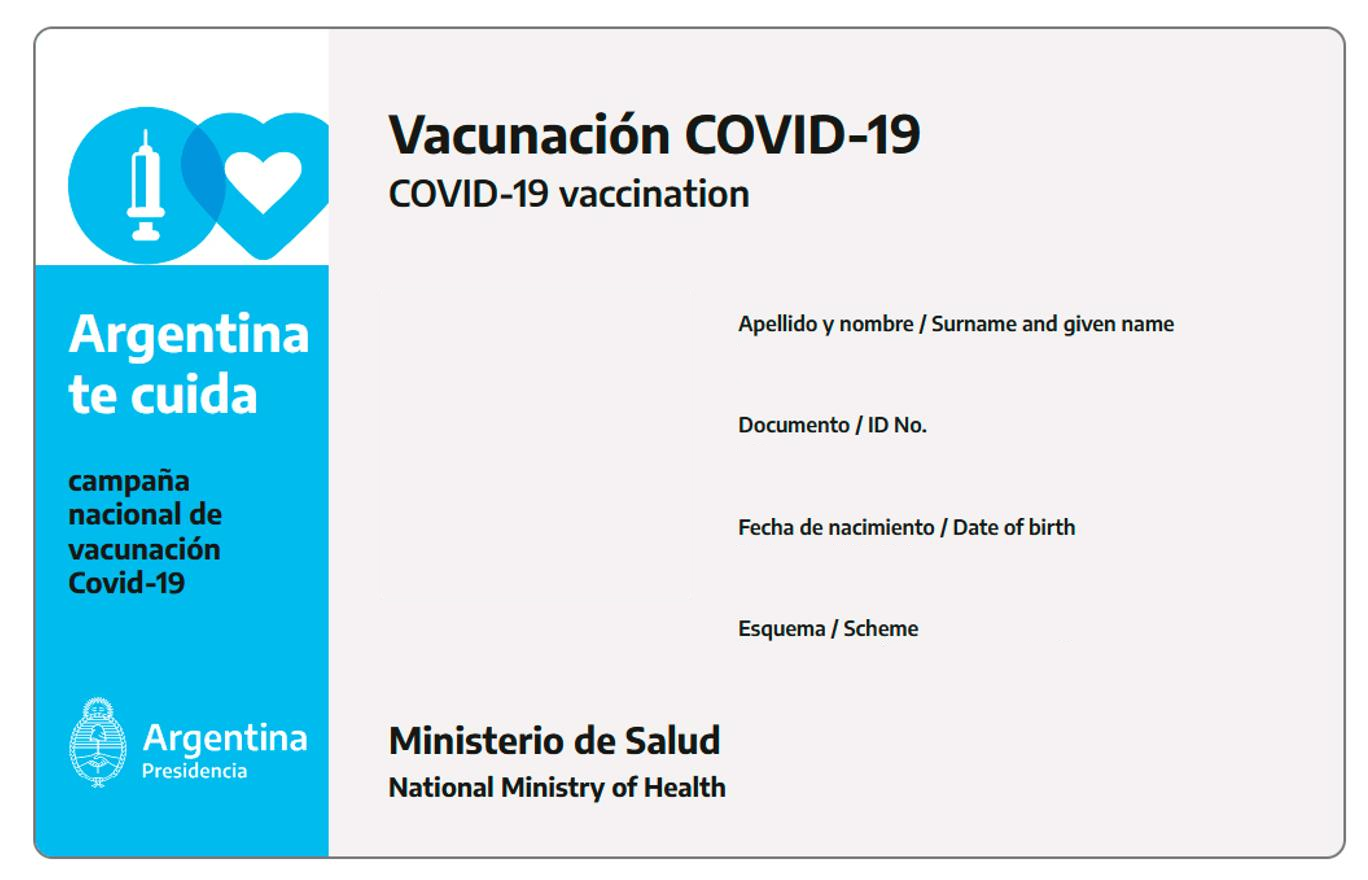 Vacunación COVID-19
COVID-19 vaccination
Argentina
te cuida
campaña
nacional de
vacunación
Covid-19
Argentina
Presidencia
Apellido y nombre / Surname and given name
Documento / ID No.
Fecha de nacimiento / Date of birth
Esquema / Scheme
Ministerio de Salud
National Ministry of Health